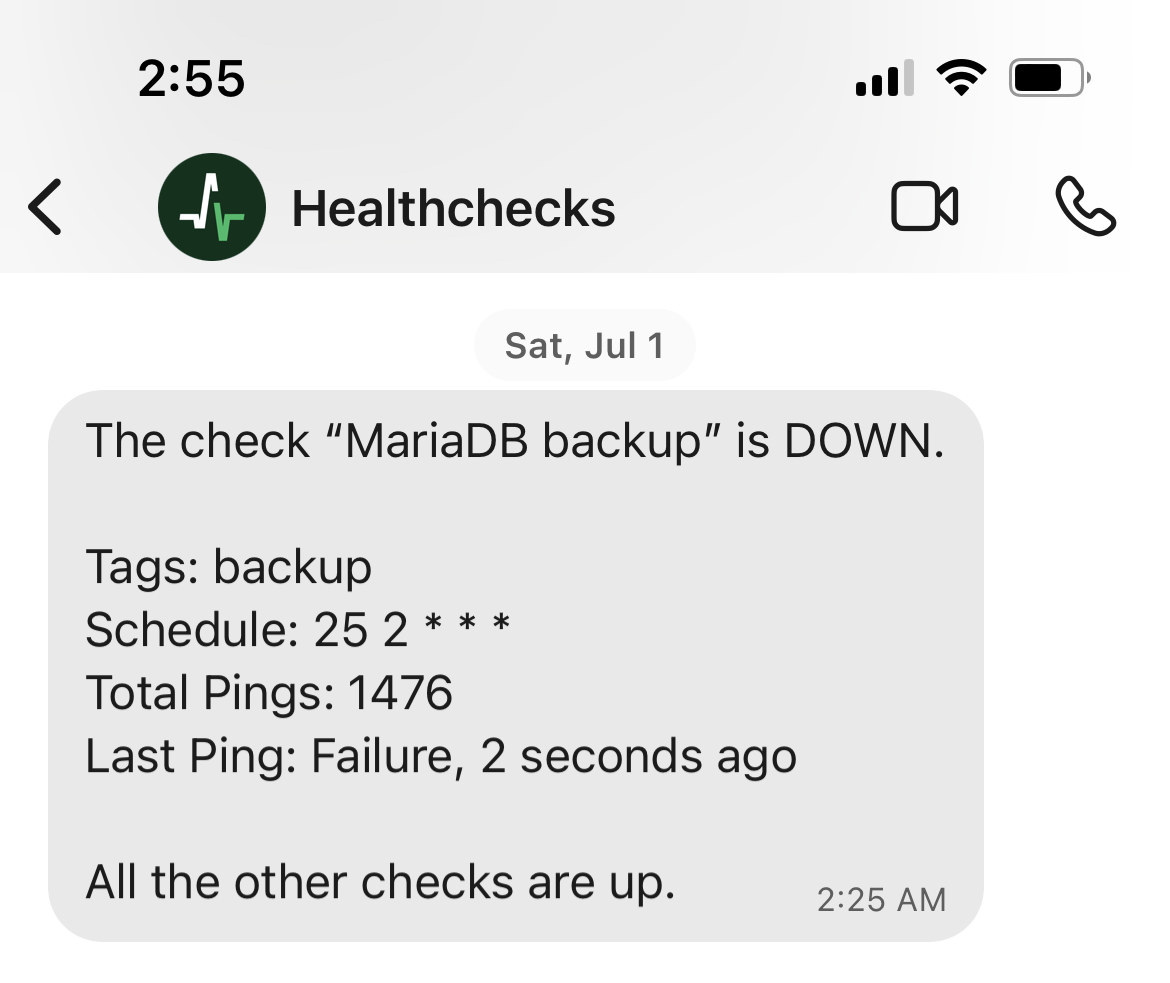 2:55
Healthchecks
Sat, Jul 1
The check “MariaDB backup” is DOWN.
Tags: backup
Schedule: 25 2 * * *
Total Pings: 1476
Last Ping: Failure, 2 seconds ago
All the other checks are up.
2:25 AM